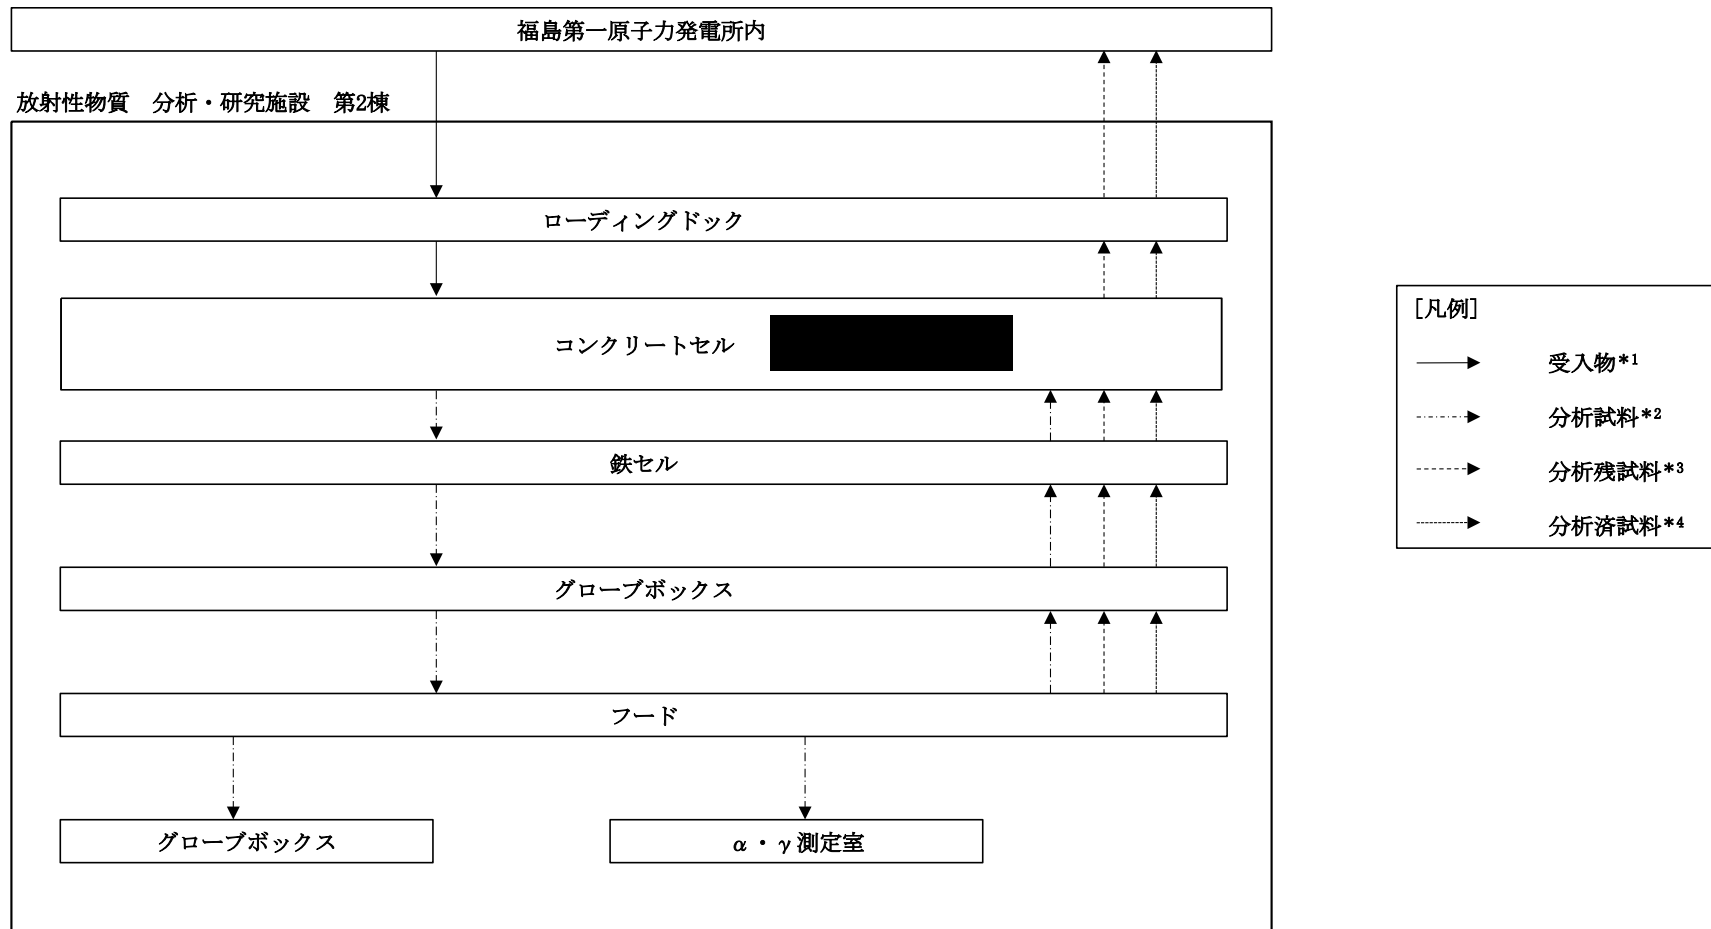 福島第一原子力発電所内
放射性物質　分析・研究施設　第2棟
ローディングドック
コンクリートセル
鉄セル
グローブボックス
フード
グローブボックス
α・γ測定室
[凡例]
受入物*1
分析試料*2
分析残試料*3
分析済試料*4